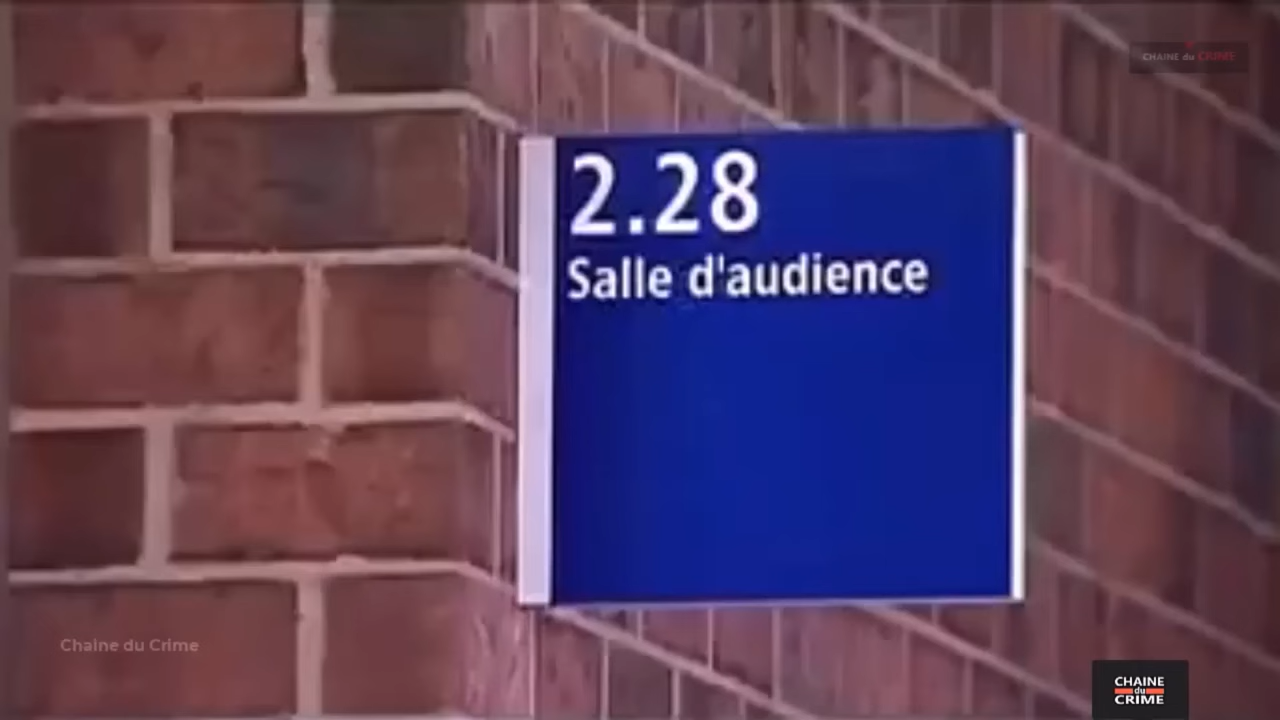 CHAINE du CRIME
2.28
Salle d'audience
Chaine du Crime
CHAINE
du
CRIME